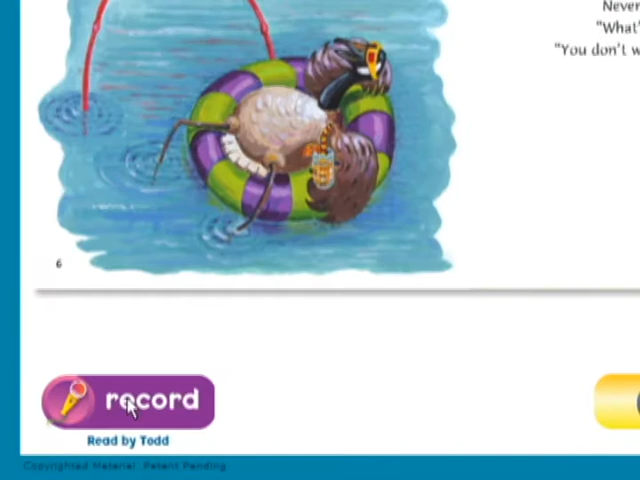 Never
"What'
"You don't w
6
record
Read by Todd
Copyrighted Material. Patent Pending